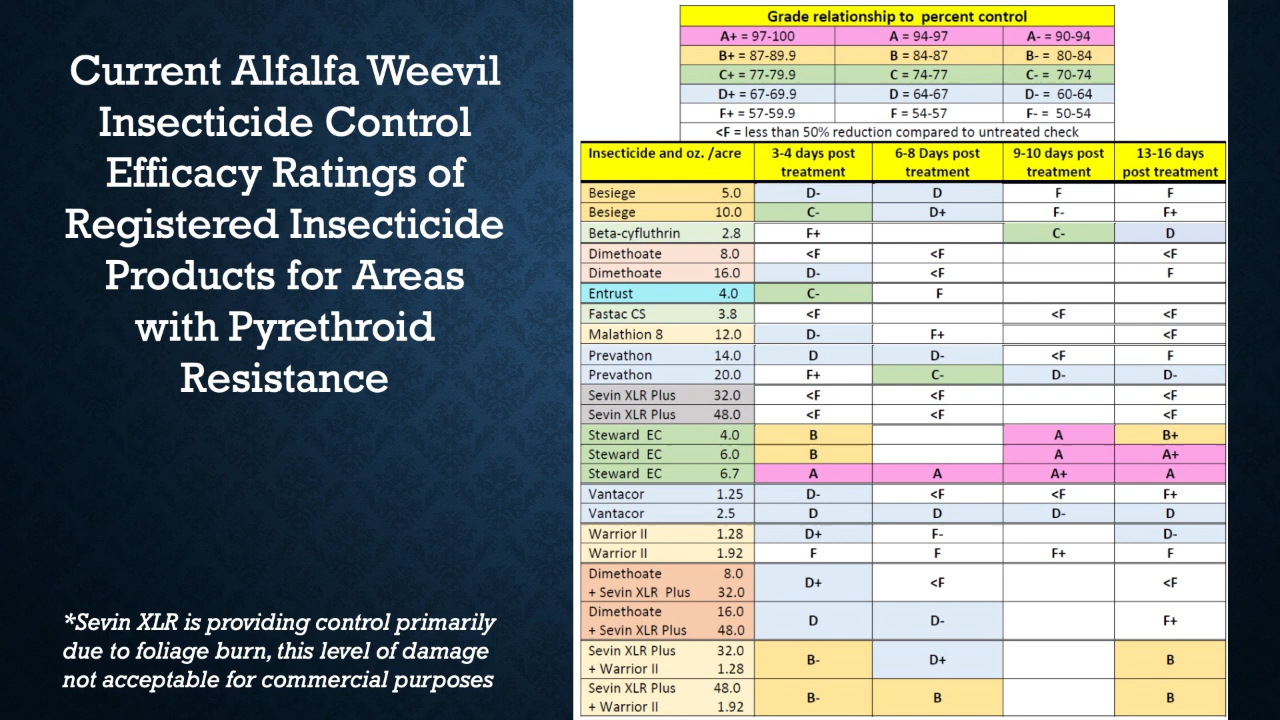 Current Alfalfa Weevil
Insecticide Control
Efficacy Ratings of
Registered Insecticide
Products for Areas
with Pyrethroid
Resistance
*Sevin XLR is providing control primarily
due to foliage burn, this level of damage
not acceptable for commercial purposes
Grade relationship to percent control
A+ = 97-100 A = 94-97 A- = 90-94
B+ = 87-89.9 B = 84-87 B- = 80-84
C+ = 77-79.9 C = 74-77 C- = 70-74
D+ = 67-69.9 D = 64-67 D- = 60-64
F+ = 57-59.9 F = 54-57 F- = 50-54
<F = less than 50% reduction compared to untreated check
Insecticide and oz. /acre 3-4 days post 6-8 Days post 9-10 days post 13-16 days
treatment treatment treatment post treatment
Besiege 5.0 D- D F F
Besiege 10.0 C- D+ F- F+
Beta-cyfluthrin 2.8 F+ C- D
Dimethoate 8.0 <F <F <F
Dimethoate 16.0 D- <F F
Entrust 4.0 C- F
Fastac CS 3.8 <F <F <F
Malathion 8 12.0 D- F+ <F
Prevathon 14.0 D D- <F F
Prevathon 20.0 F+ C- D- D-
Sevin XLR Plus 32.0 <F <F <F
Sevin XLR Plus 48.0 <F <F <F
Steward EC 4.0 B A B+
Steward EC 6.0 B A A+
Steward EC 6.7 A A A+ A
Vantacor 1.25 D- <F <F F+
Vantacor 2.5 D D D- D
Warrior II 1.28 D+ F- D-
Warrior II 1.92 F F F+ F
Dimethoate 8.0
+ Sevin XLR Plus 32.0 D+ <F <F
Dimethoate 16.0
+ Sevin XLR Plus 48.0 D D- F+
Sevin XLR Plus 32.0
+ Warrior II 1.28 B- D+ B
Sevin XLR Plus 48.0
+ Warrior II 1.92 B- B B